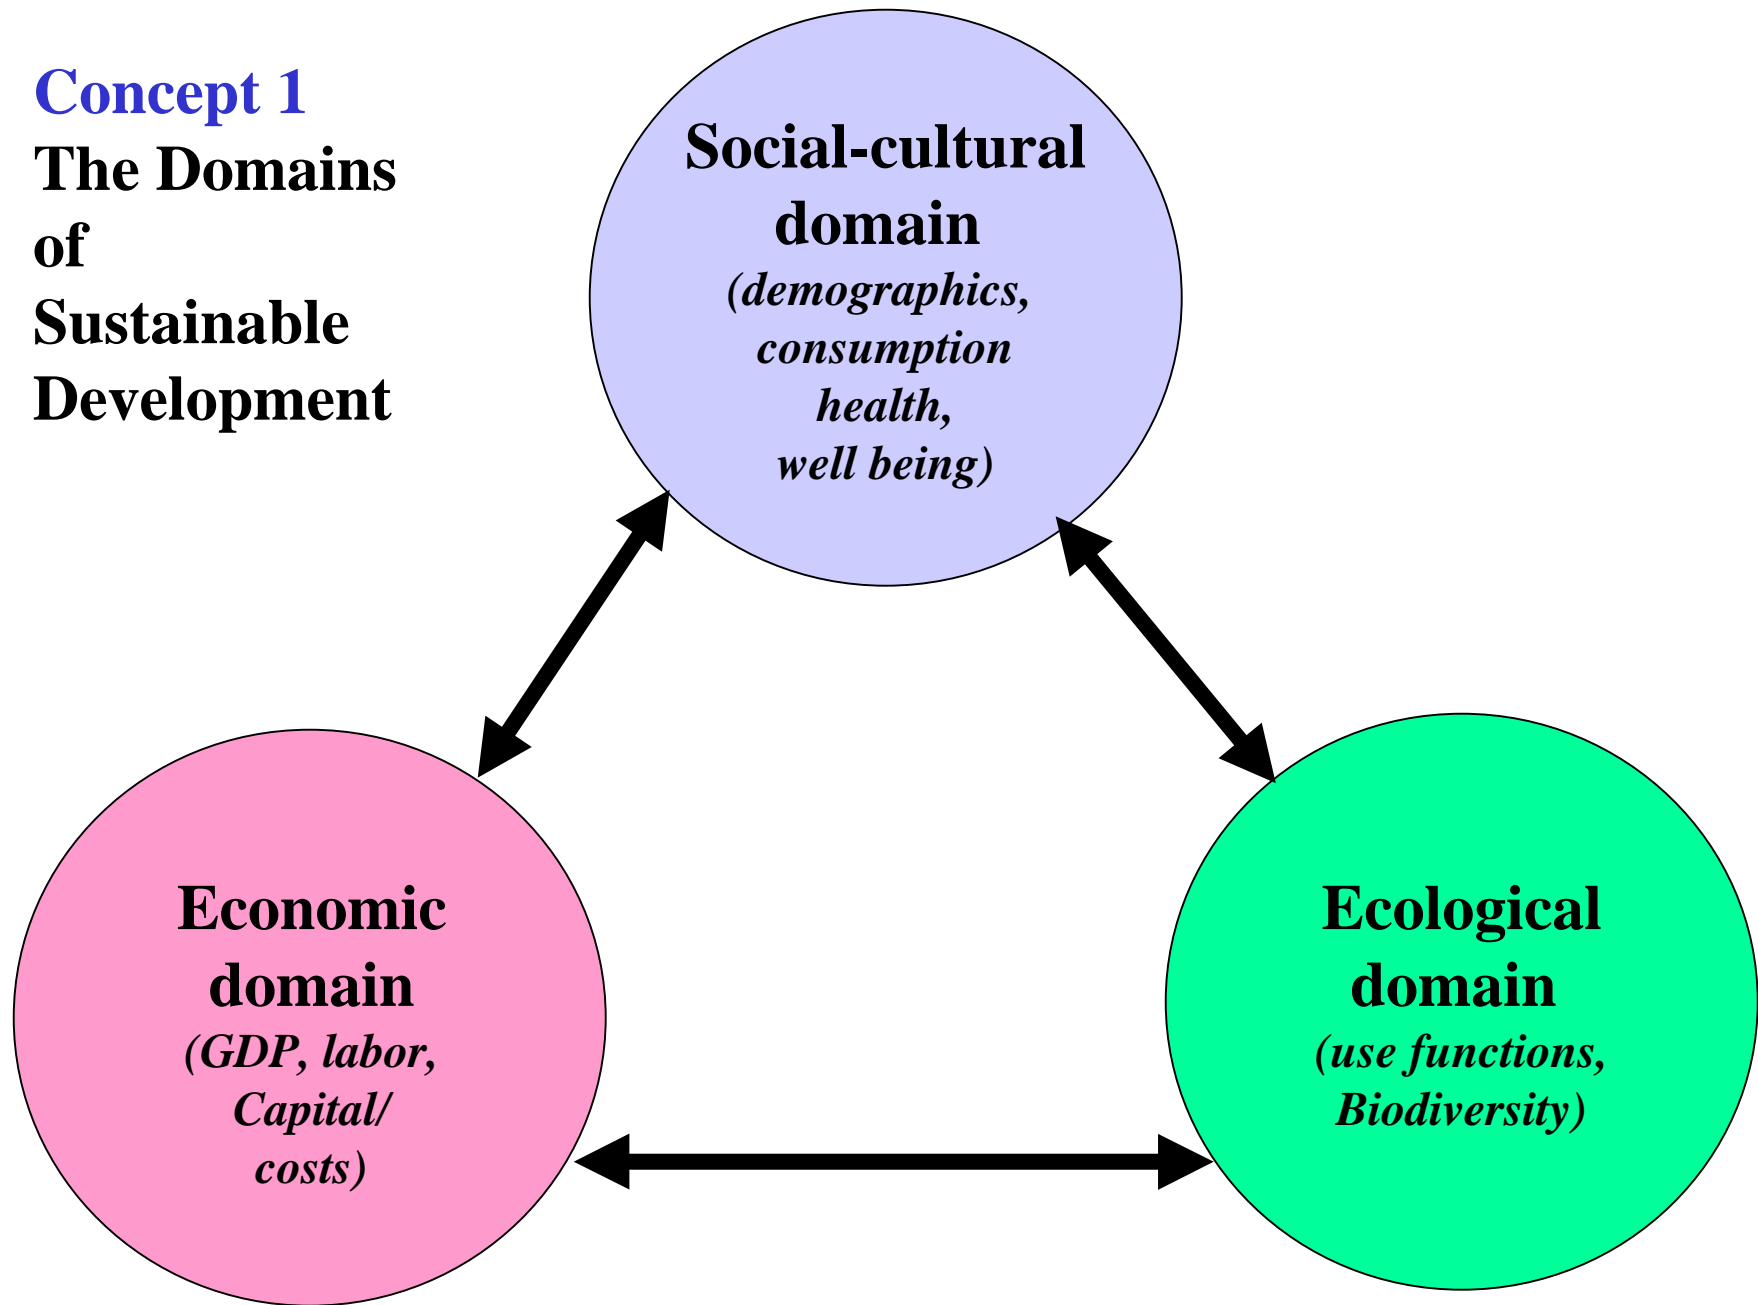 Concept 1
The Domains
of
Sustainable
Development
Social-cultural
domain
(demographics,
consumption
health,
well being)
Economic
domain
(GDP, labor,
Capital/
costs)
Ecological
domain
(use functions,
Biodiversity)